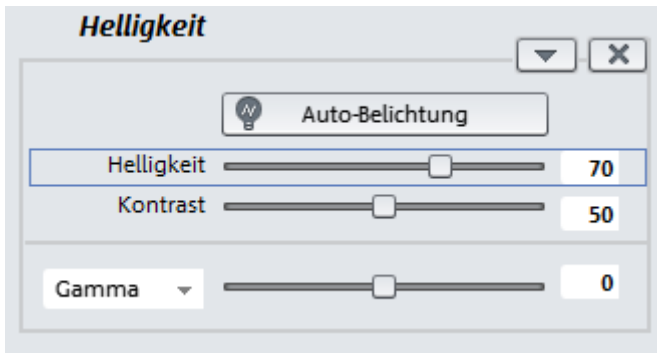 Helligkeit
Auto-Belichtung
Helligkeit 70
Kontrast 50
Gamma 0